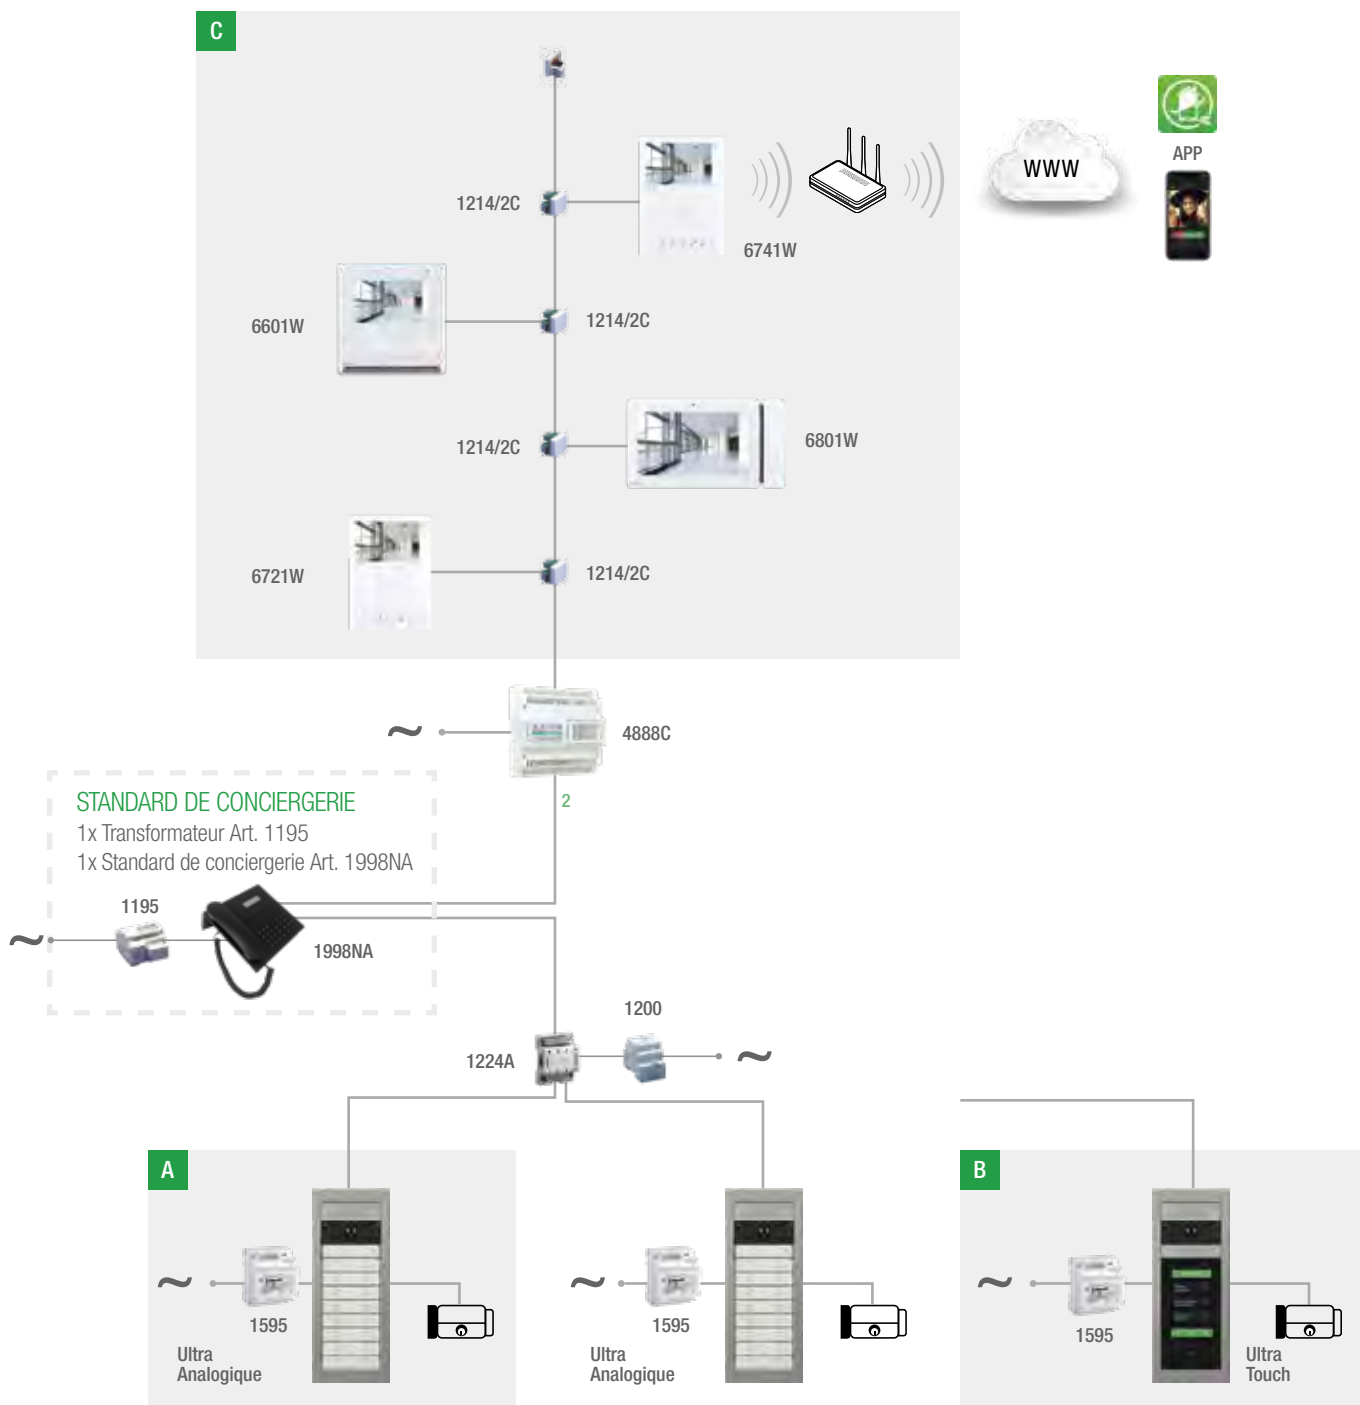 C
APP
WWW
1214/2C
6741W
6601W
1214/2C
1214/2C
6801W
6721W
1214/2C
4888C
2
STANDARD DE CONCIERGERIE
1x Transformateur Art. 1195
1x Standard de conciergerie Art. 1998NA
1195
1998NA
1200
1224A
A
B
1595
Ultra
Analogique
1595
Ultra
Analogique
1595
Ultra
Touch